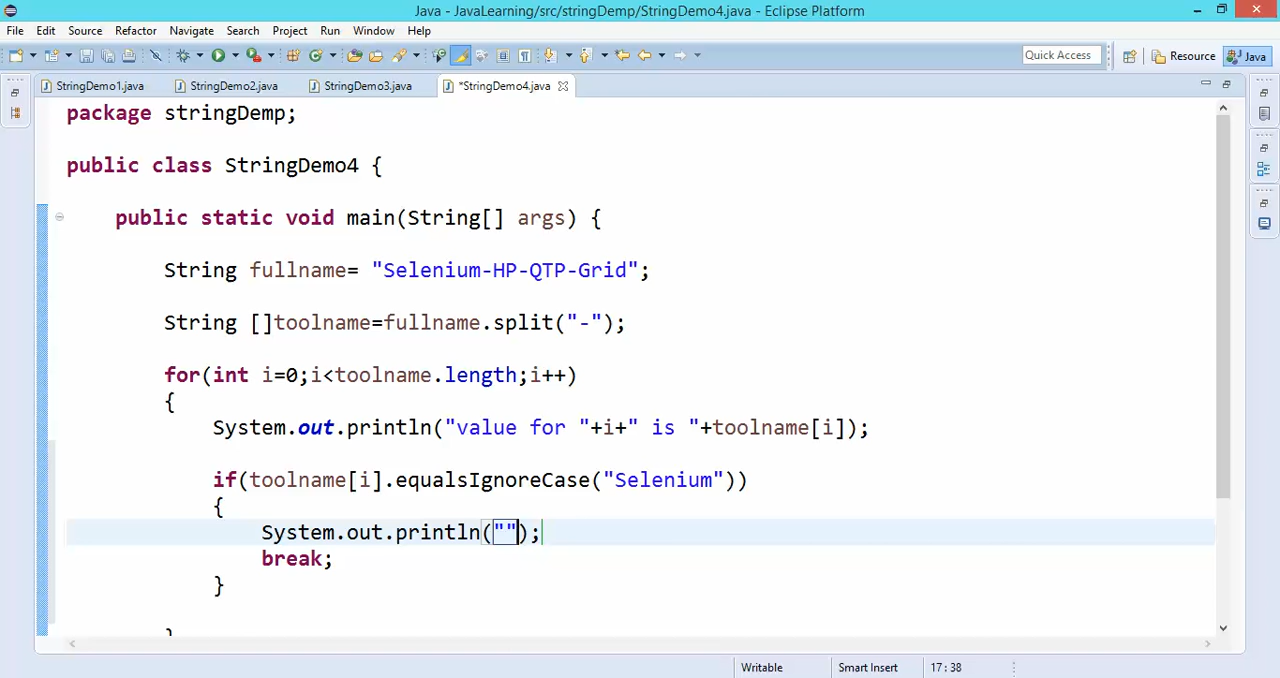 Java - JavaLearning/src/stringDemp/StringDemo4.java - Eclipse Platform
File Edit Source Refactor Navigate Search Project Run Window Help
Quick Access Resource Java
StringDemo1.java StringDemo2.java StringDemo3.java *StringDemo4.java
package stringDemp;
public class StringDemo4 {
public static void main(String[] args) {
String fullname= "Selenium-HP-QTP-Grid";
String []toolname=fullname.split("-");
for(int i=0;i<toolname.length;i++)
{
System.out.println("value for "+i+" is "+toolname[i]);
if(toolname[i].equalsIgnoreCase("Selenium"))
{
System.out.println("");
break;
}
}
Writable Smart Insert 17 : 38